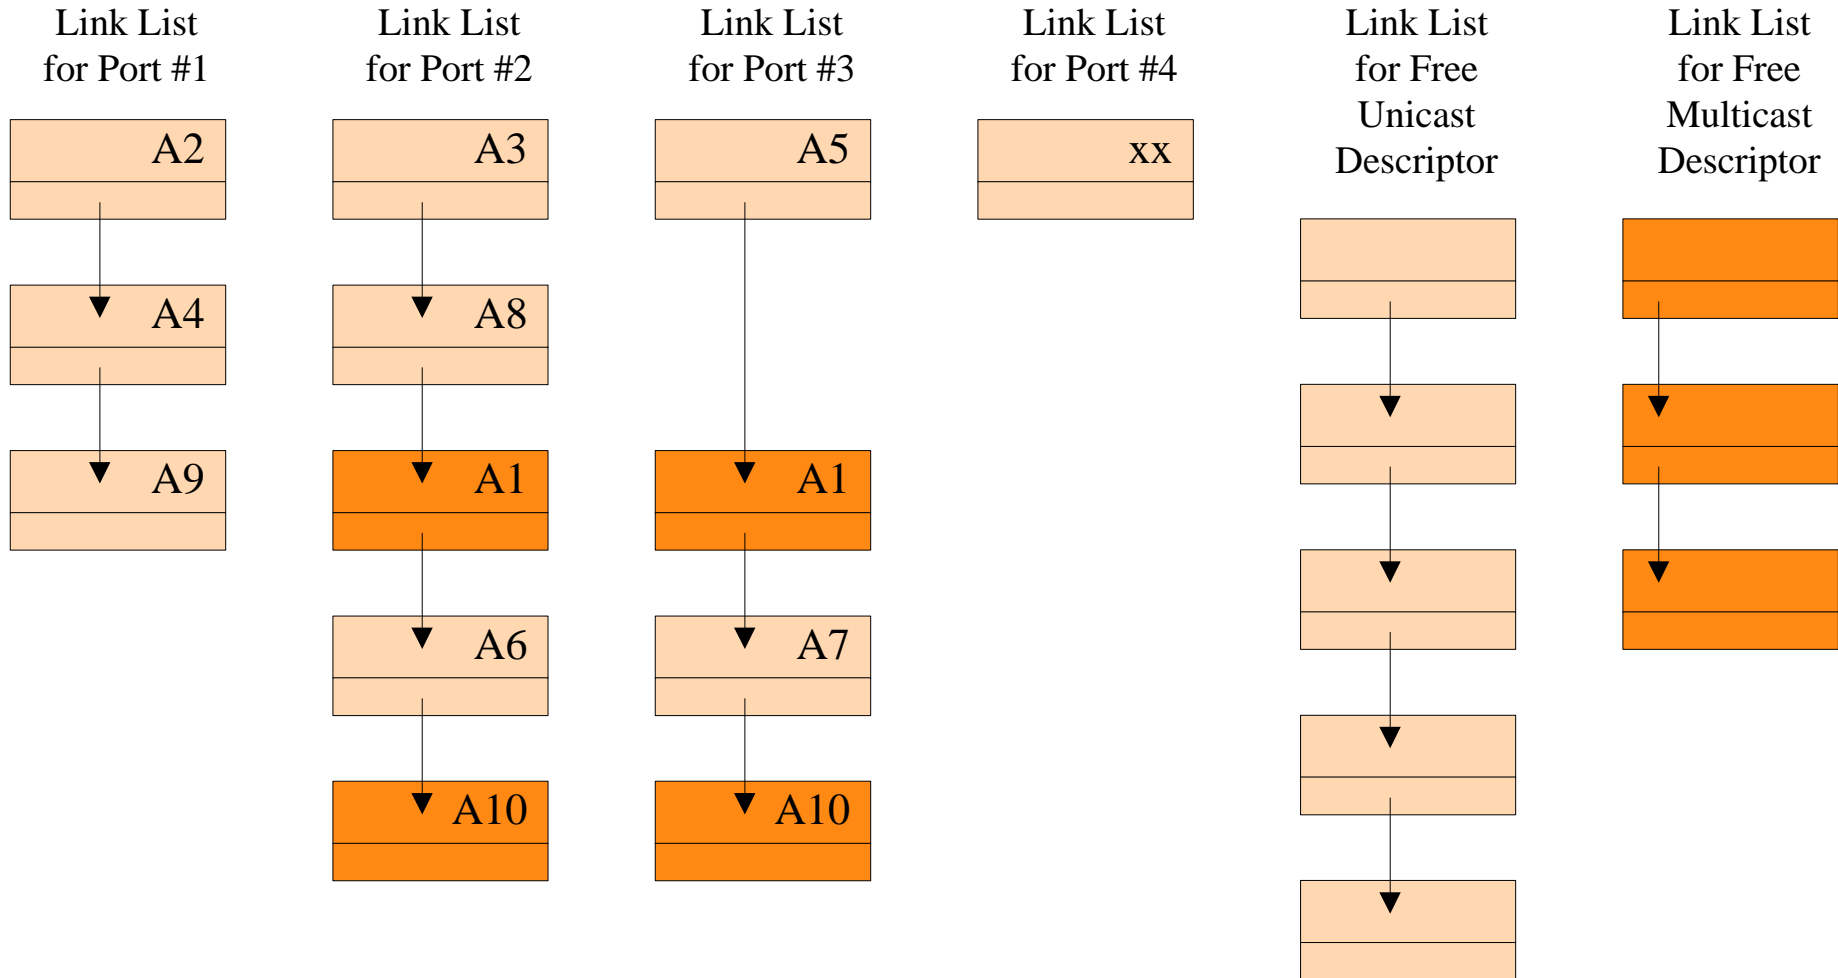 Link List
for Port #1
Link List
for Port #2
Link List
for Port #3
Link List
for Port #4
Link List
for Free
Unicast
Descriptor
Link List
for Free
Multicast
Descriptor
A2
A4
A9
A3
A8
A1
A6
A10
A5
A1
A7
A10
xx